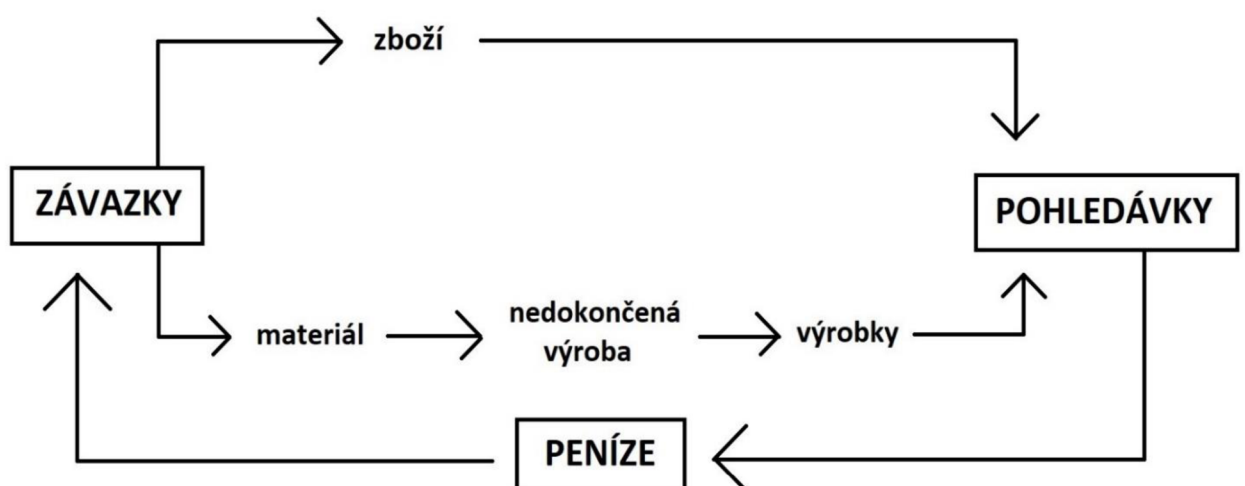 zboží
ZÁVAZKY
POHLEDÁVKY
materiál
nedokončená
výroba
výrobky
PENÍZE